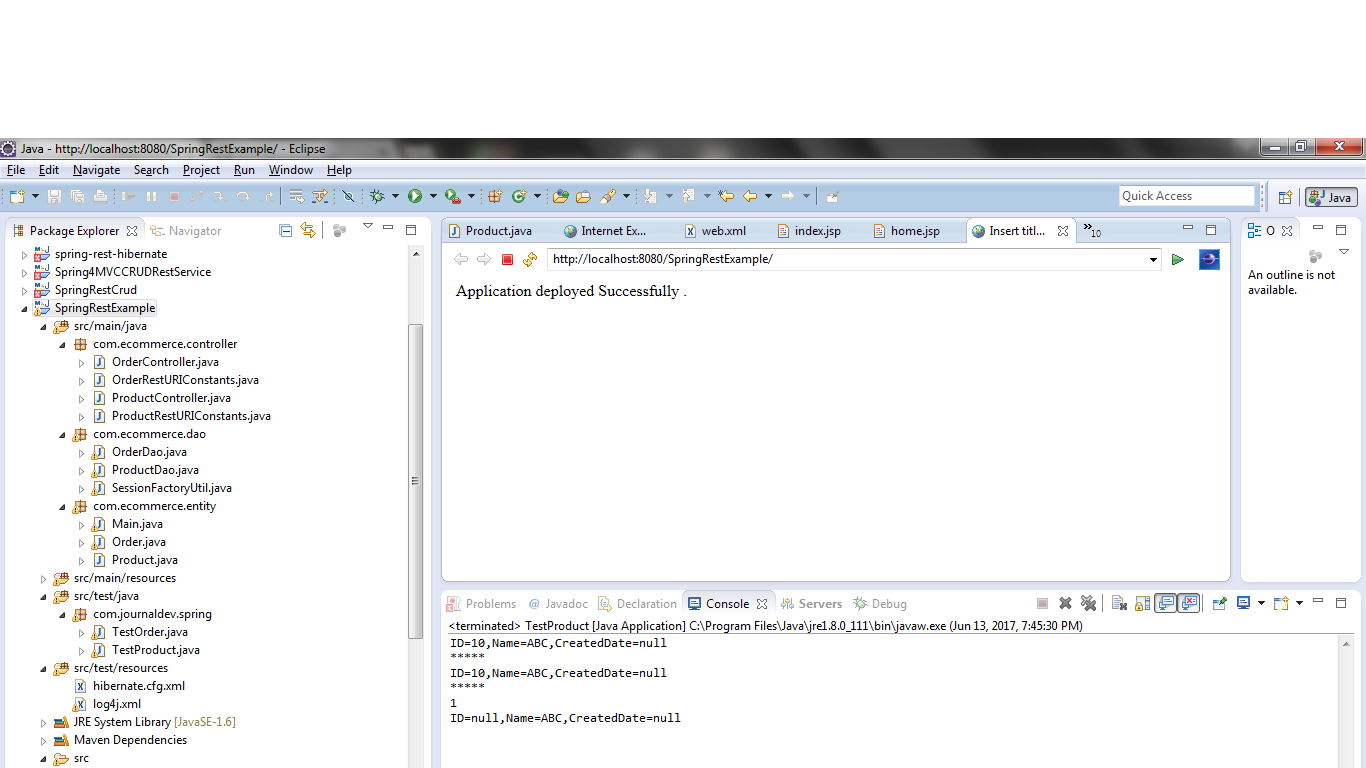 Java - http://localhost:8080/SpringRestExample/ - Eclipse
File Edit Navigate Search Project Run Window Help
Quick Access
Java
Package Explorer Navigator
spring-rest-hibernate
Spring4MVCCRUDRestService
SpringRestCrud
SpringRestExample
src/main/java
com.ecommerce.controller
OrderController.java
OrderRestURIConstants.java
ProductController.java
ProductRestURIConstants.java
com.ecommerce.dao
OrderDao.java
ProductDao.java
SessionFactoryUtil.java
com.ecommerce.entity
Main.java
Order.java
Product.java
src/main/resources
src/test/java
com.journaldev.spring
TestOrder.java
TestProduct.java
src/test/resources
hibernate.cfg.xml
log4j.xml
JRE System Library [JavaSE-1.6]
Maven Dependencies
src
Product.java Internet Ex... web.xml index.jsp home.jsp Insert titl... »10
http://localhost:8080/SpringRestExample/
Application deployed Successfully .
O
An outline is not
available.
Problems @ Javadoc Declaration Console Servers Debug
<terminated> TestProduct [Java Application] C:\Program Files\Java\jre1.8.0_111\bin\javaw.exe (Jun 13, 2017, 7:45:30 PM)
ID=10,Name=ABC,CreatedDate=null
*****
ID=10,Name=ABC,CreatedDate=null
*****
1
ID=null,Name=ABC,CreatedDate=null